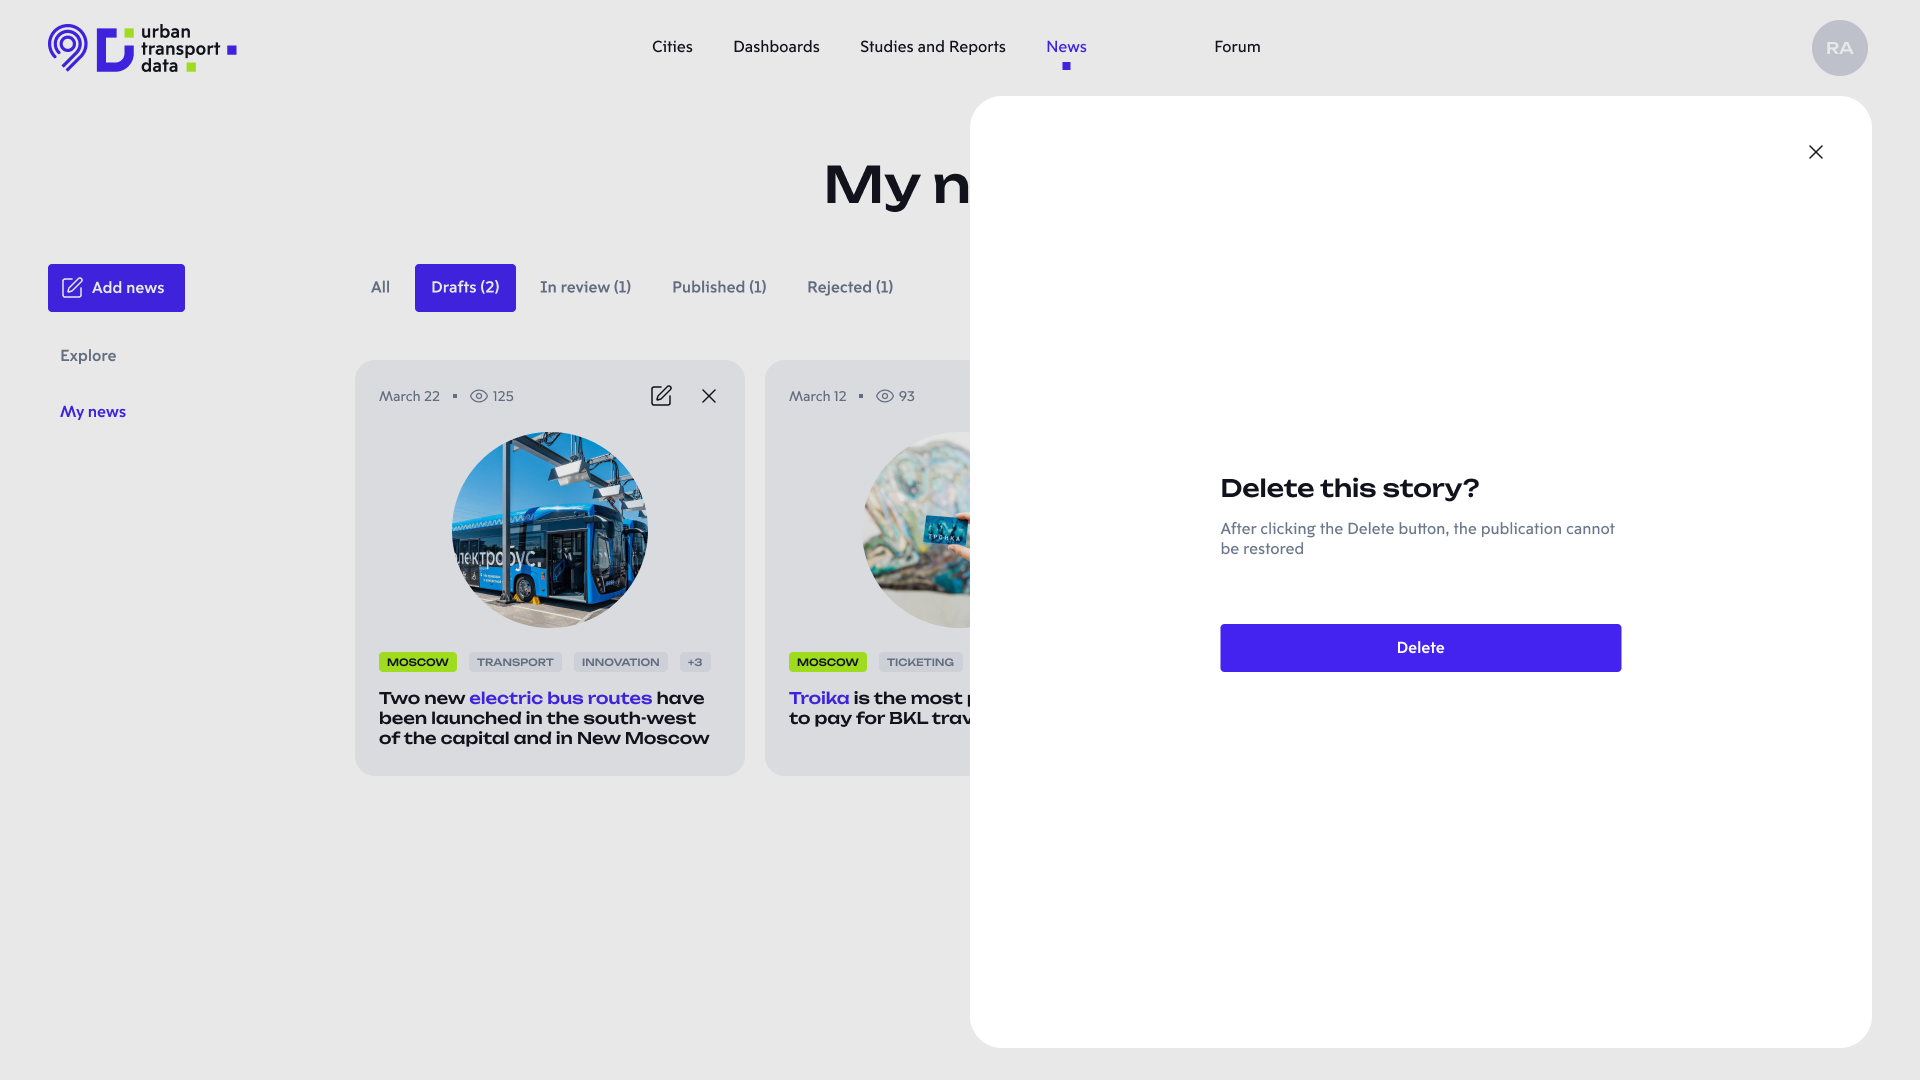 urban
transport
data
Cities
Dashboards
Studies and Reports
News
Forum
RA
My n
Add news
Explore
My news
All
Drafts (2)
In review (1)
Published (1)
Rejected (1)
March 22
125
электробус.
MOSCOW
TRANSPORT
INNOVATION
+3
Two new electric bus routes have
been launched in the south-west
of the capital and in New Moscow
March 12
93
ТРОЙКА
MOSCOW
TICKETING
Troika is the most
to pay for BKL trav
Delete this story?
After clicking the Delete button, the publication cannot
be restored
Delete